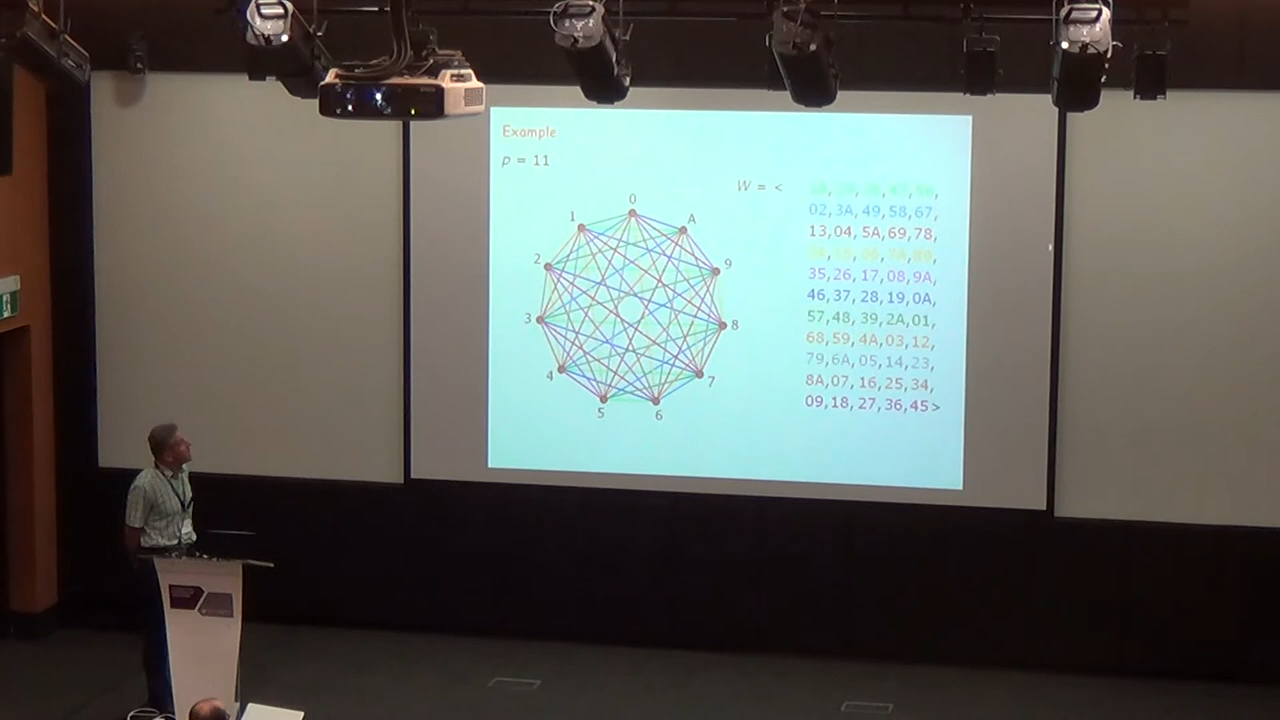 Example
p = 11
W = <
02, 3A, 49, 58, 67,
13, 04, 5A, 69, 78,
35, 26, 17, 08, 9A,
46, 37, 28, 19, 0A,
57, 48, 39, 2A, 01,
68, 59, 4A, 03, 12,
79, 6A, 05, 14, 23,
8A, 07, 16, 25, 34,
09, 18, 27, 36, 45>
0
1
A
2
9
3
8
4
7
5
6